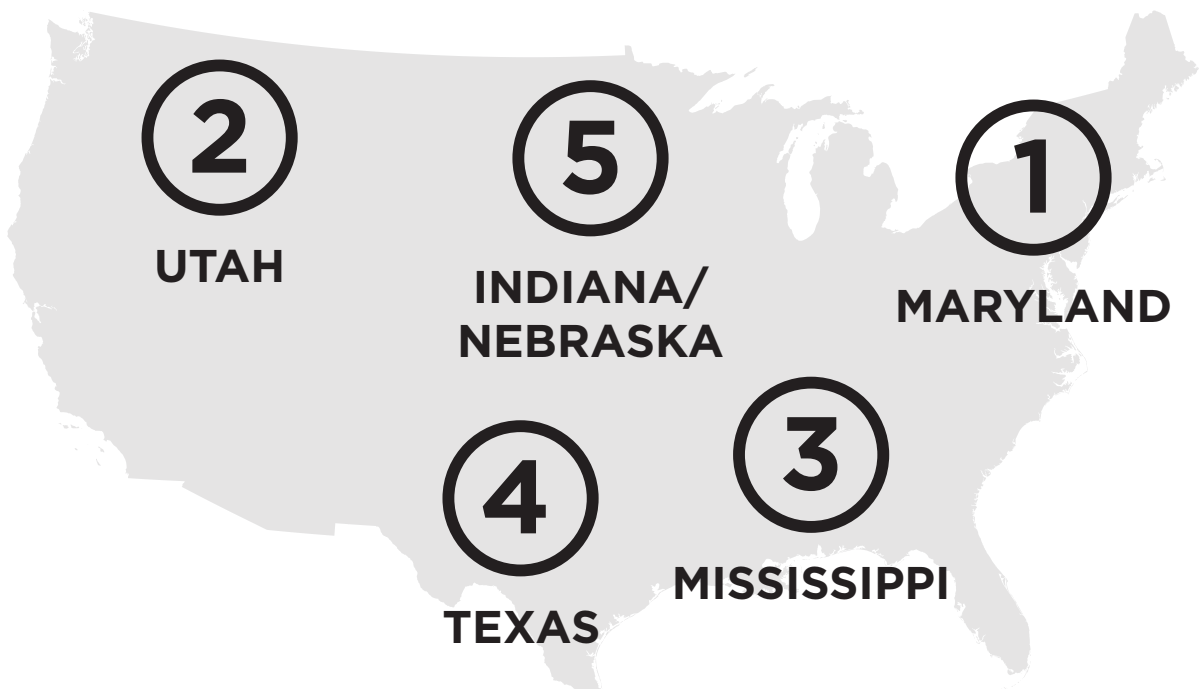 2
UTAH
5
INDIANA/
NEBRASKA
1
MARYLAND
4
TEXAS
3
MISSISSIPPI